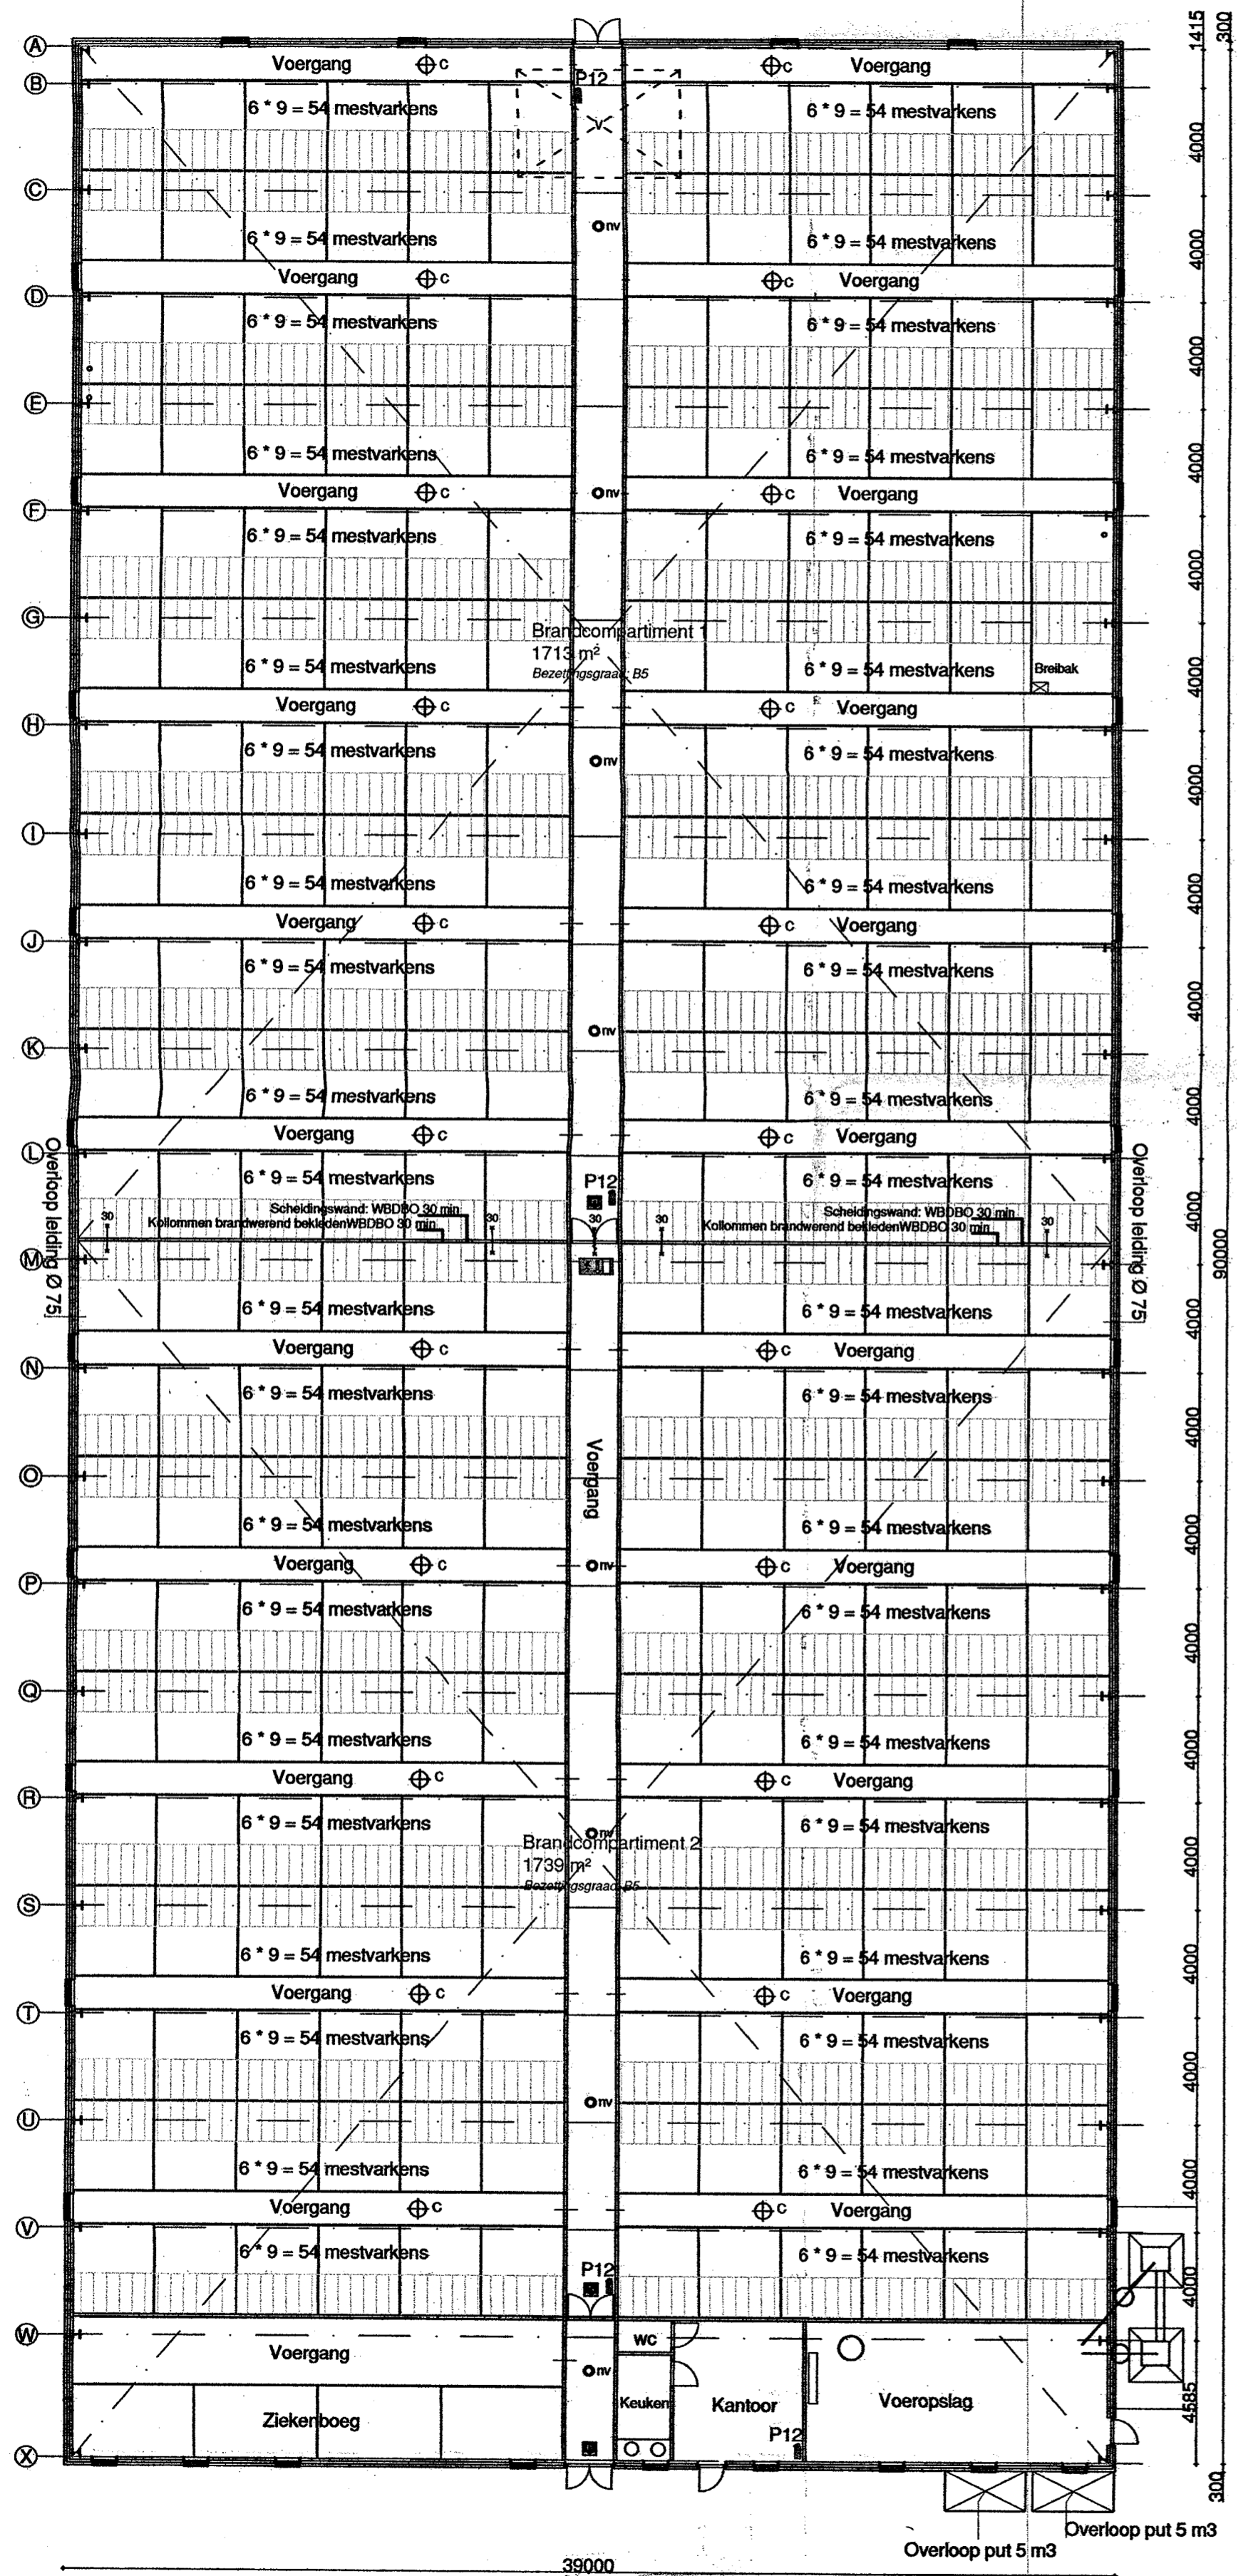 1415
300
A
Voergang
C
C
Voergang
B
P12
6 * 9 = 54 mestvarkens
6 * 9 = 54 mestvarkens
V
4000
C
nv
6 * 9 = 54 mestvarkens
6 * 9 = 54 mestvarkens
4000
Voergang
C
C
Voergang
D
6 * 9 = 54 mestvarkens
6 * 9 = 54 mestvarkens
4000
E
6 * 9 = 54 mestvarkens
6 * 9 = 54 mestvarkens
4000
Voergang
C
nv
C
Voergang
F
6 * 9 = 54 mestvarkens
6 * 9 = 54 mestvarkens
4000
G
Brandcompartiment 1
1713 m²
Bezettingsgraad: B5
6 * 9 = 54 mestvarkens
6 * 9 = 54 mestvarkens
Breibak
4000
Voergang
C
C
Voergang
H
6 * 9 = 54 mestvarkens
nv
6 * 9 = 54 mestvarkens
4000
I
6 * 9 = 54 mestvarkens
6 * 9 = 54 mestvarkens
4000
Voergang
C
C
Voergang
J
6 * 9 = 54 mestvarkens
6 * 9 = 54 mestvarkens
4000
nv
K
6 * 9 = 54 mestvarkens
6 * 9 = 54 mestvarkens
4000
Voergang
C
C
Voergang
L
Overloop leiding Ø 75
6 * 9 = 54 mestvarkens
P12
6 * 9 = 54 mestvarkens
Overloop leiding Ø 75
4000
30
Scheidingswand: WBDBO 30 min
Kollommen brandwerend bekledenWBDBO 30 min
30
30
30
Scheidingswand: WBDBO 30 min
Kollommen brandwerend bekledenWBDBO 30 min
30
90000
M
6 * 9 = 54 mestvarkens
6 * 9 = 54 mestvarkens
4000
Voergang
C
C
Voergang
N
6 * 9 = 54 mestvarkens
6 * 9 = 54 mestvarkens
4000
Voergang
O
6 * 9 = 54 mestvarkens
6 * 9 = 54 mestvarkens
4000
Voergang
C
nv
C
Voergang
P
6 * 9 = 54 mestvarkens
6 * 9 = 54 mestvarkens
4000
Q
6 * 9 = 54 mestvarkens
6 * 9 = 54 mestvarkens
4000
Voergang
C
C
Voergang
R
6 * 9 = 54 mestvarkens
nv
6 * 9 = 54 mestvarkens
Brandcompartiment 2
1739 m²
Bezettingsgraad: B5
4000
S
6 * 9 = 54 mestvarkens
6 * 9 = 54 mestvarkens
4000
Voergang
C
C
Voergang
T
6 * 9 = 54 mestvarkens
6 * 9 = 54 mestvarkens
4000
nv
U
6 * 9 = 54 mestvarkens
6 * 9 = 54 mestvarkens
4000
Voergang
C
C
Voergang
V
6 * 9 = 54 mestvarkens
P12
6 * 9 = 54 mestvarkens
4000
W
Voergang
WC
nv
Keuken
Kantoor
Voeropslag
4585
Ziekenboeg
P12
X
300
Overloop put 5 m3
Overloop put 5 m3
39000